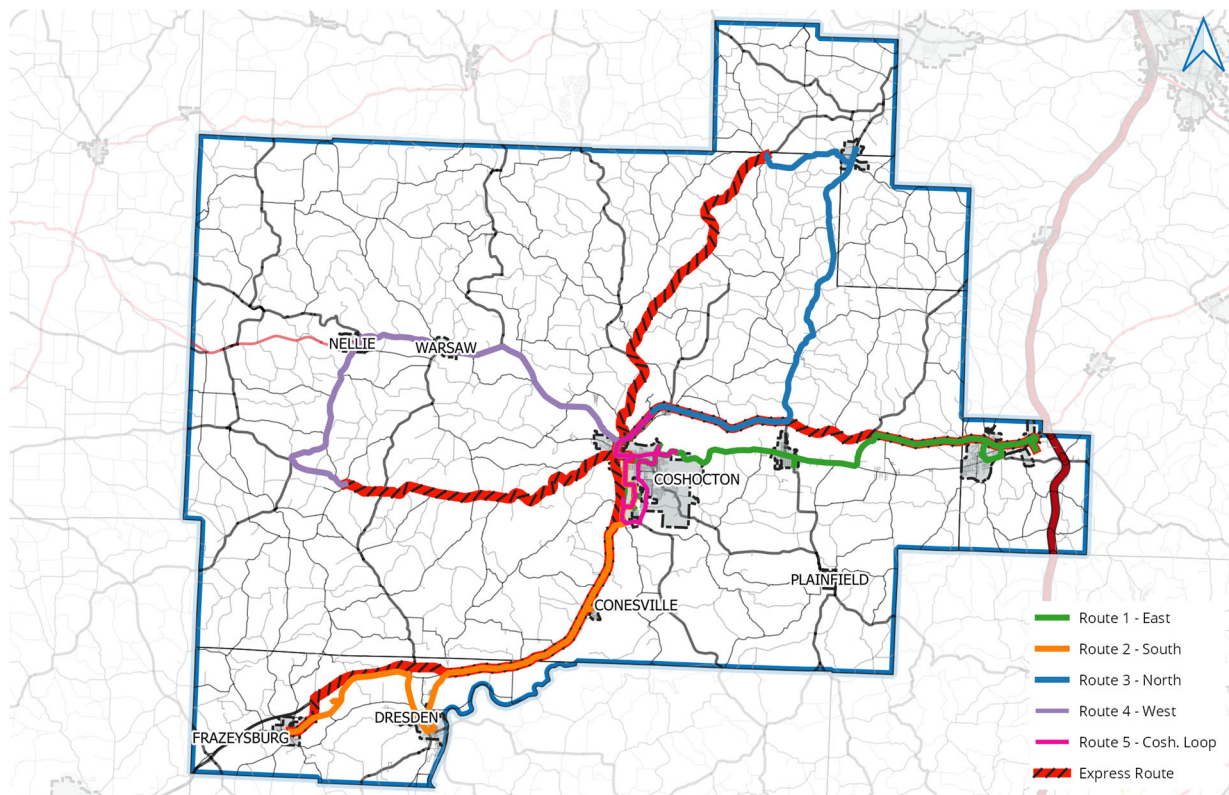 NELLIE
WARSAW
COSHOCTON
PLAINFIELD
CONESVILLE
DRESDEN
FRAZEYSBURG
Route 1 - East
Route 2 - South
Route 3 - North
Route 4 - West
Route 5 - Cosh. Loop
Express Route